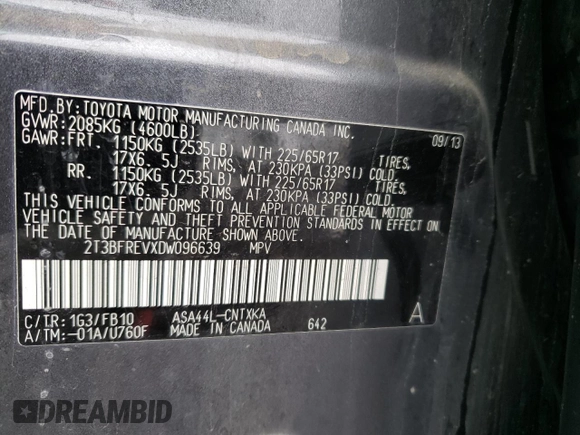 MFD. BY: TOYOTA MOTOR MANUFACTURING CANADA INC.
GVWR: 2085KG (4600LB) 09/13
GAWR: FRT. 1150KG (2535LB) WITH 225/65R17 TIRES,
17X6. 5J RIMS, AT 230 KPA (33PSI) COLD.
RR. 1150KG (2535LB) WITH 225/65R17 TIRES,
17X6. 5J RIMS, AT 230 KPA (33PSI) COLD.
THIS VEHICLE CONFORMS TO ALL APPLICABLE FEDERAL MOTOR
VEHICLE SAFETY AND THEFT PREVENTION STANDARDS IN EFFECT ON
THE DATE OF MANUFACTURE SHOWN ABOVE.
2T3BFREVXDW096639 MPV
C/TR: 1G3/FB10 ASA44L-CNTXKA A
A/TM: -01A/U760F MADE IN CANADA 642
DREAMBID